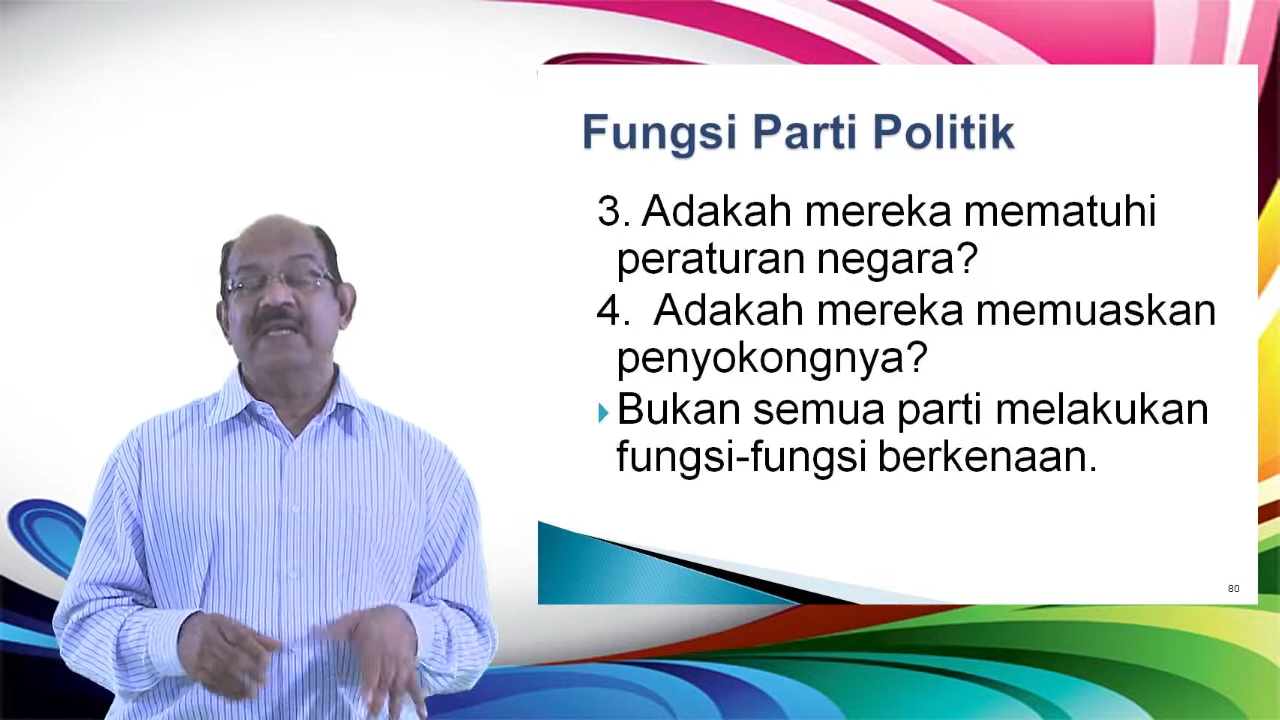 Fungsi Parti Politik
3. Adakah mereka mematuhi
peraturan negara?
4. Adakah mereka memuaskan
penyokongnya?
Bukan semua parti melakukan
fungsi-fungsi berkenaan.
80